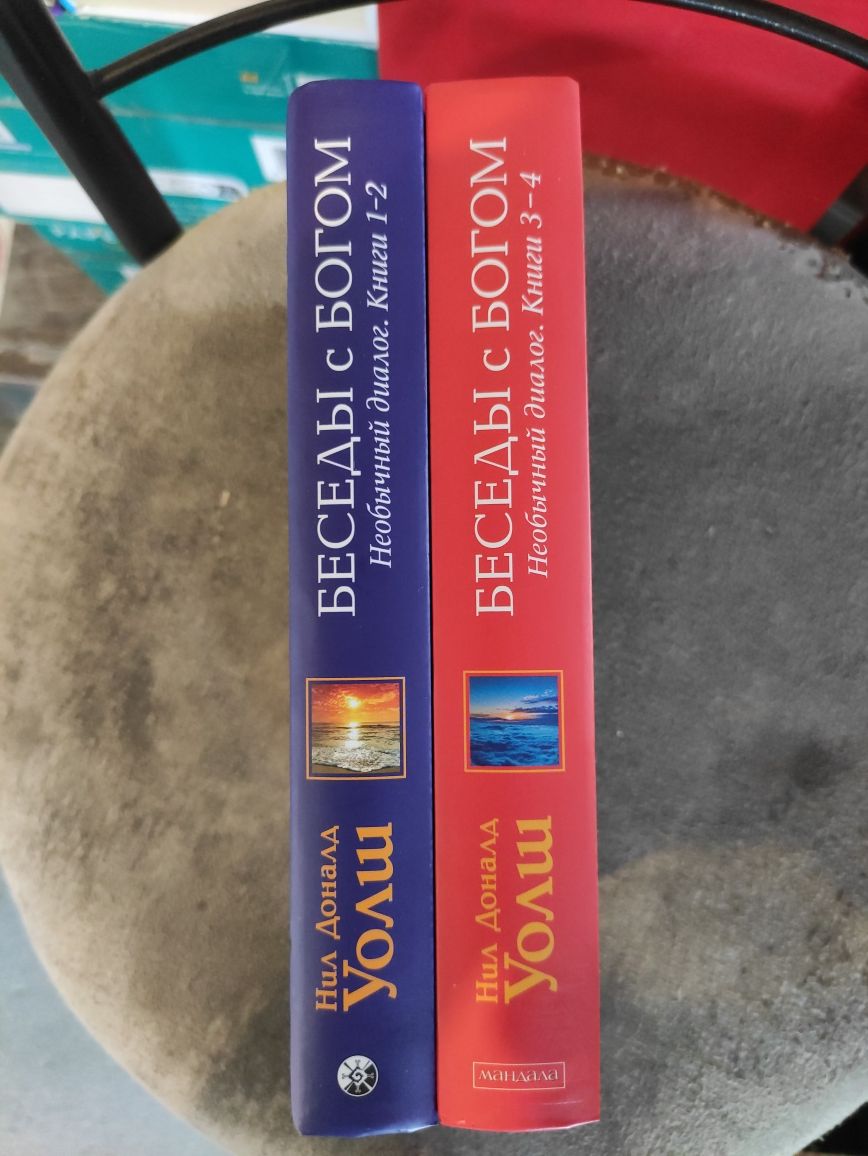 Нил Доналд
Уолш
БЕСЕДЫ с БОГОМ
Необычный диалог. Книги 1-2
мандала
Нил Доналд
Уолш
БЕСЕДЫ с БОГОМ
Необычный диалог. Книги 3-4